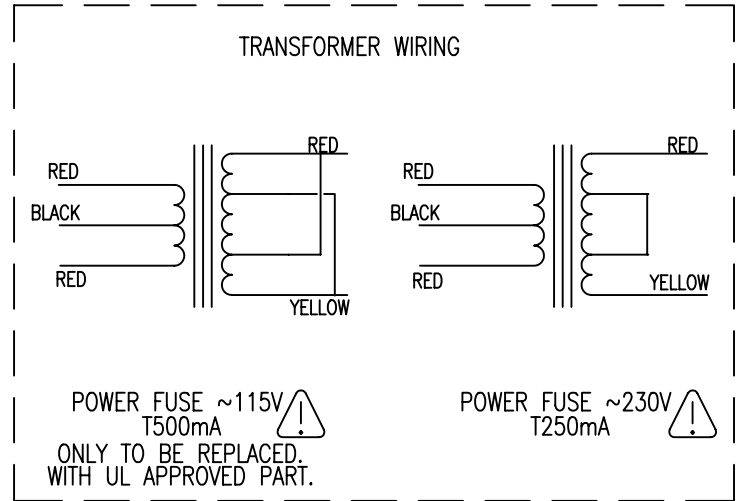 TRANSFORMER WIRING
RED
RED
BLACK
RED
YELLOW
RED
RED
BLACK
RED
YELLOW
POWER FUSE ~115V
T500mA
ONLY TO BE REPLACED.
WITH UL APPROVED PART.
POWER FUSE ~230V
T250mA